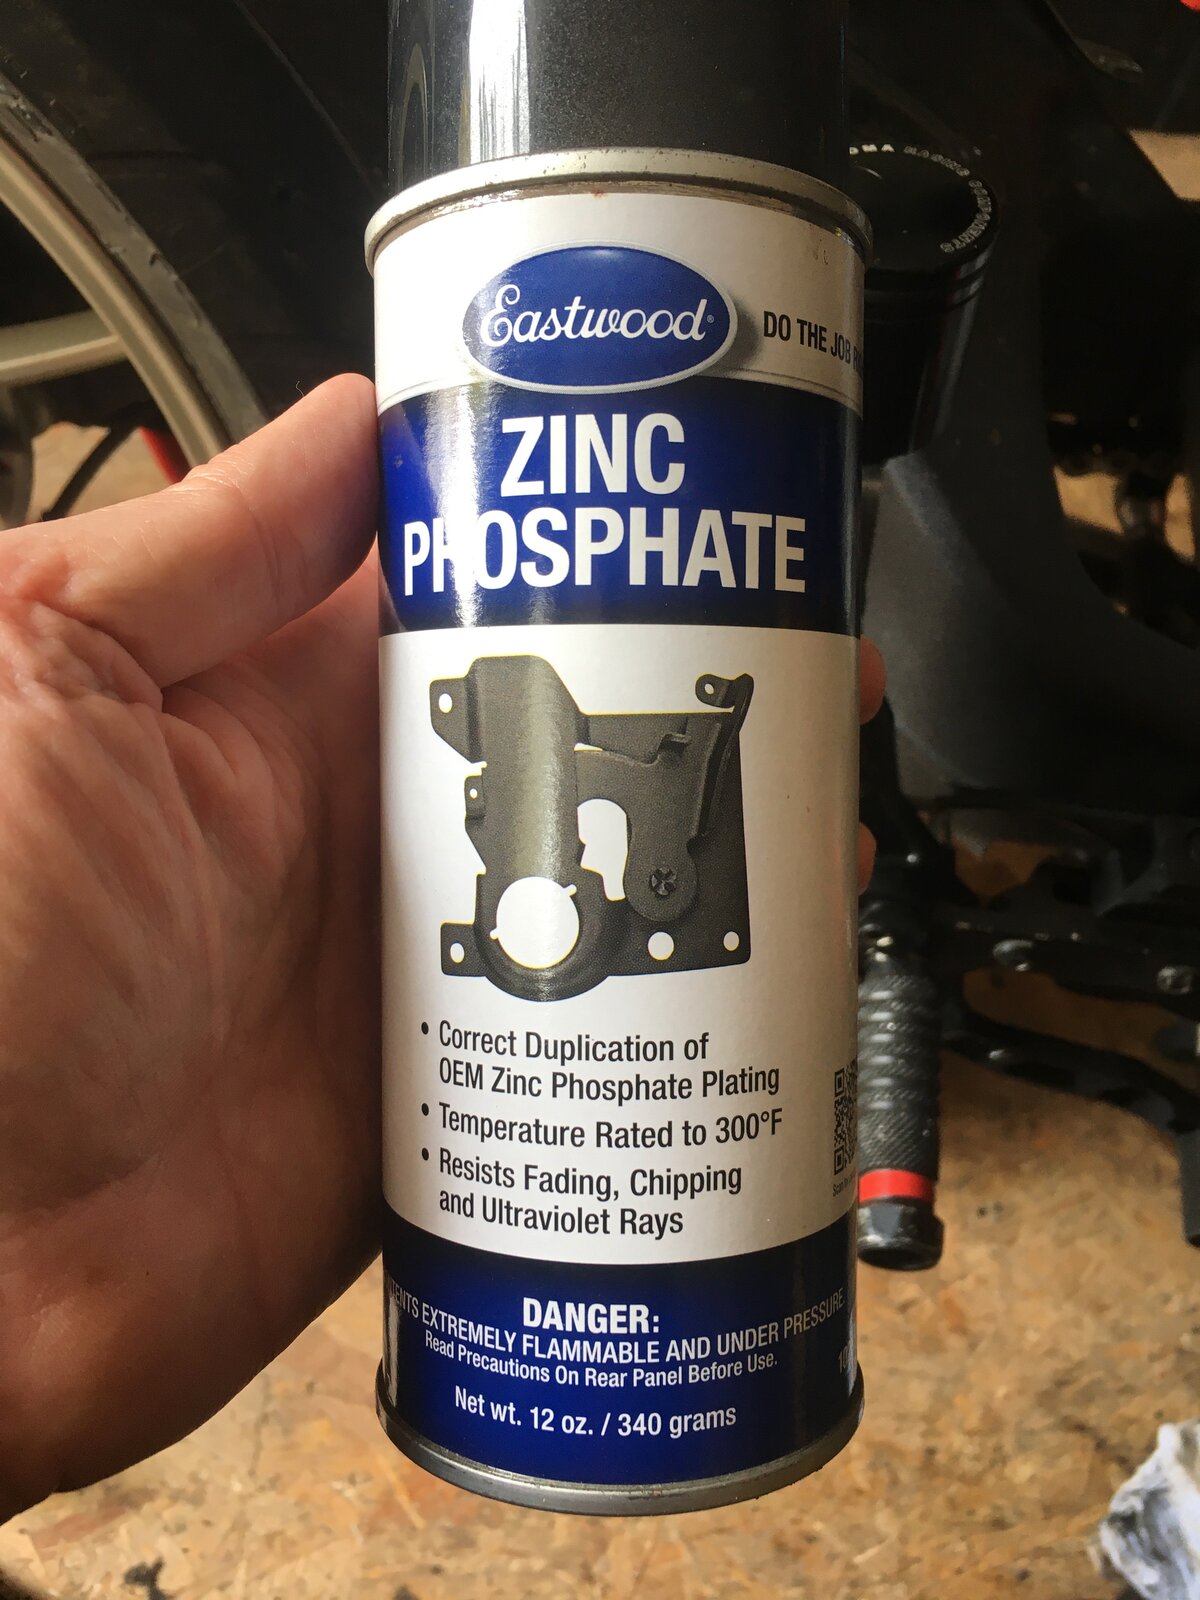 Eastwood®
DO THE JOB
ZINC
PHOSPHATE
• Correct Duplication of
OEM Zinc Phosphate Plating
• Temperature Rated to 300°F
• Resists Fading, Chipping
and Ultraviolet Rays
DANGER:
EXTREMELY FLAMMABLE AND UNDER PRESSURE.
Read Precautions On Rear Panel Before Use.
Net wt. 12 oz. / 340 grams
RACING COMPONENTS